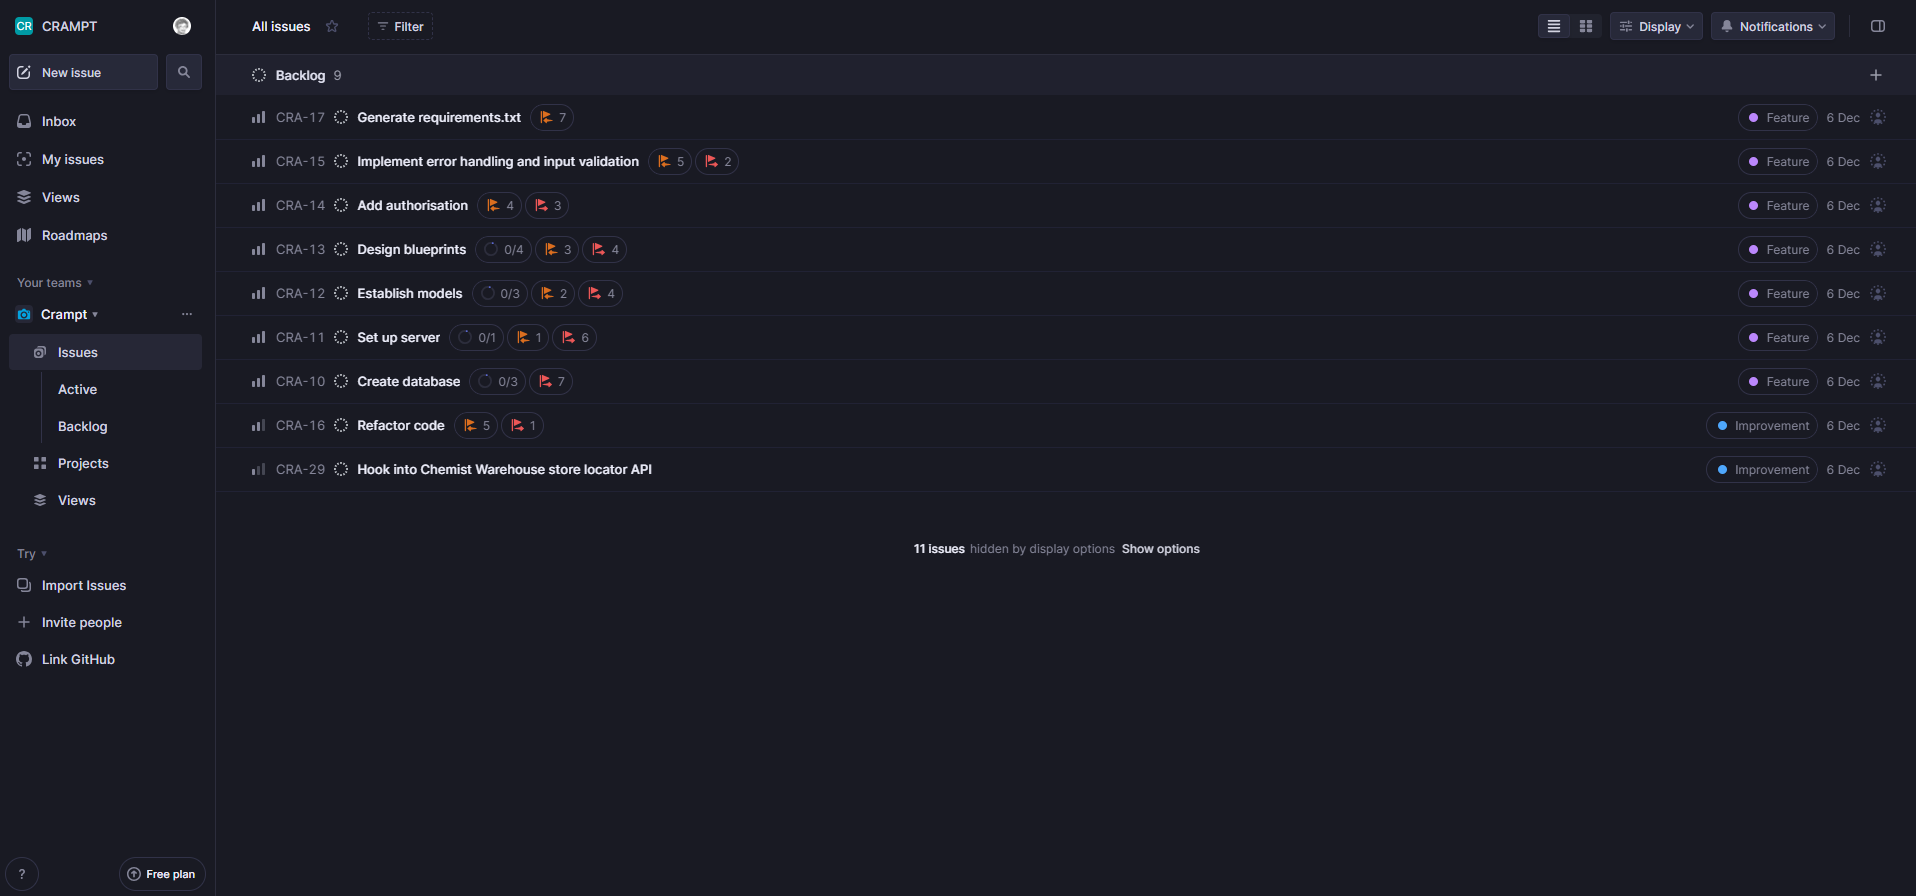 CR CRAMPT
New issue
Inbox
My issues
Views
Roadmaps
Your teams
Crampt
Issues
Active
Backlog
Projects
Views
Try
Import Issues
Invite people
Link GitHub
?
Free plan
All issues
Filter
Display
Notifications
Backlog 9
CRA-17 Generate requirements.txt 7 Feature 6 Dec
CRA-15 Implement error handling and input validation 5 2 Feature 6 Dec
CRA-14 Add authorisation 4 3 Feature 6 Dec
CRA-13 Design blueprints 0/4 3 4 Feature 6 Dec
CRA-12 Establish models 0/3 2 4 Feature 6 Dec
CRA-11 Set up server 0/1 1 6 Feature 6 Dec
CRA-10 Create database 0/3 7 Feature 6 Dec
CRA-16 Refactor code 5 1 Improvement 6 Dec
CRA-29 Hook into Chemist Warehouse store locator API Improvement 6 Dec
11 issues hidden by display options Show options